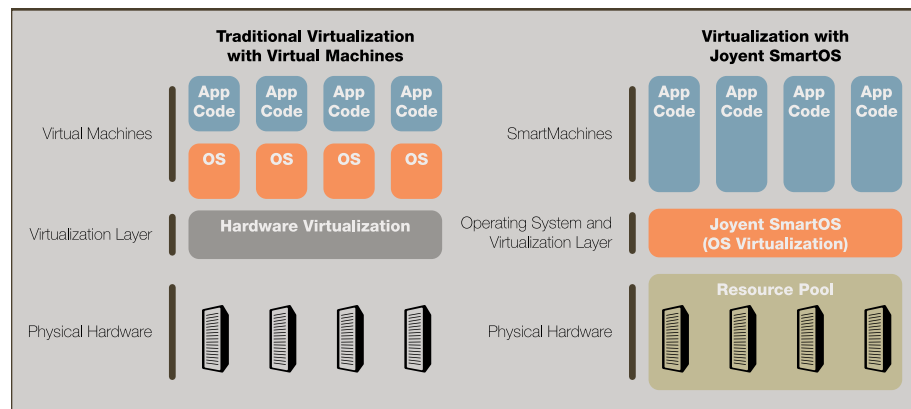 Traditional Virtualization
with Virtual Machines
App
Code
App
Code
App
Code
App
Code
Virtual Machines
OS
OS
OS
OS
Virtualization Layer
Hardware Virtualization
Physical Hardware
Virtualization with
Joyent SmartOS
App
Code
App
Code
App
Code
App
Code
SmartMachines
Operating System and
Virtualization Layer
Joyent SmartOS
(OS Virtualization)
Resource Pool
Physical Hardware